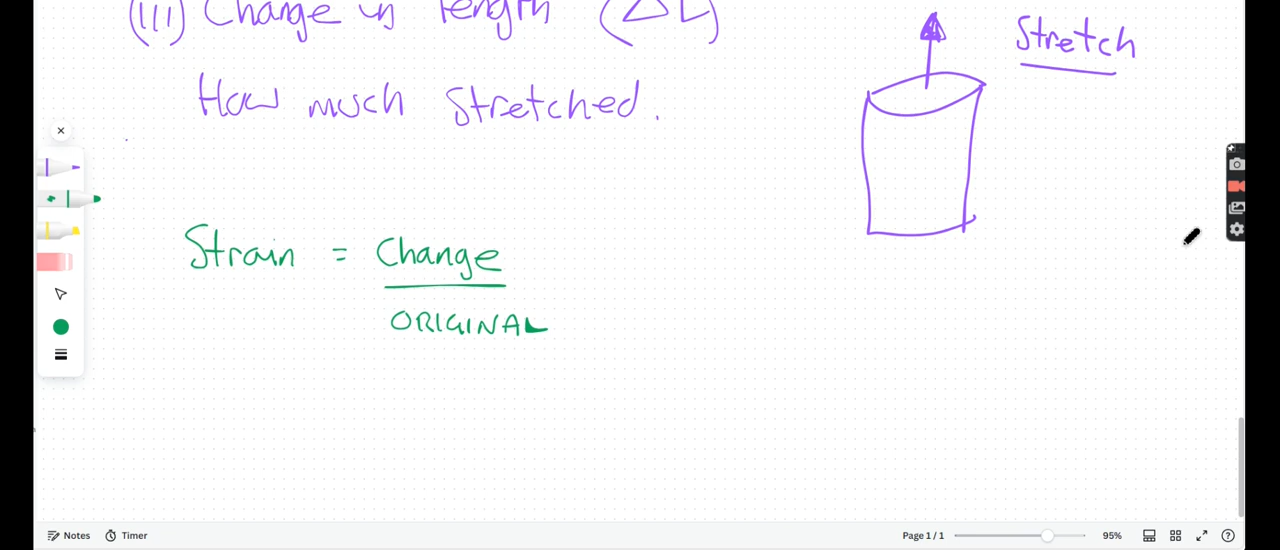 (iii) Change in length (ΔL)
Stretch
How much stretched.
Strain = Change
ORIGINAL
Notes
Timer
Page 1 / 1
95%